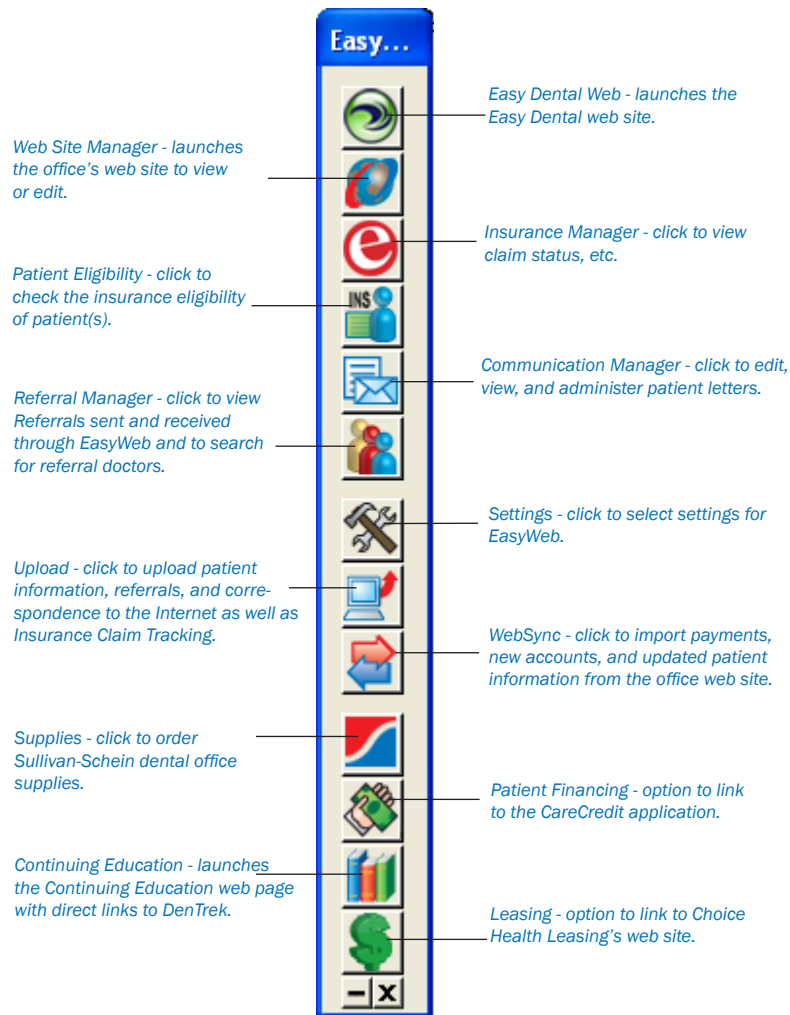 Easy...
Easy Dental Web - launches the
Easy Dental web site.
Web Site Manager - launches
the office's web site to view
or edit.
Insurance Manager - click to view
claim status, etc.
Patient Eligibility - click to
check the insurance eligibility
of patient(s).
INS
Communication Manager - click to edit,
view, and administer patient letters.
Referral Manager - click to view
Referrals sent and received
through EasyWeb and to search
for referral doctors.
Settings - click to select settings for
EasyWeb.
Upload - click to upload patient
information, referrals, and corre-
spondence to the Internet as well as
Insurance Claim Tracking.
WebSync - click to import payments,
new accounts, and updated patient
information from the office web site.
Supplies - click to order
Sullivan-Schein dental office
supplies.
Patient Financing - option to link
to the CareCredit application.
Continuing Education - launches
the Continuing Education web page
with direct links to DenTrek.
Leasing - option to link to Choice
Health Leasing's web site.